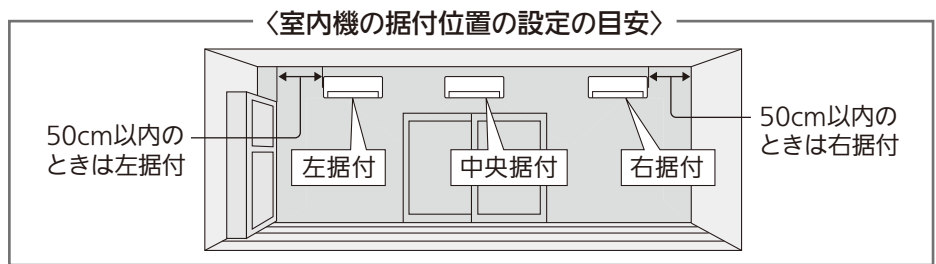 〈室内機の据付位置の設定の目安〉
50cm以内の
ときは左据付
左据付
中央据付
右据付
50cm以内の
ときは右据付